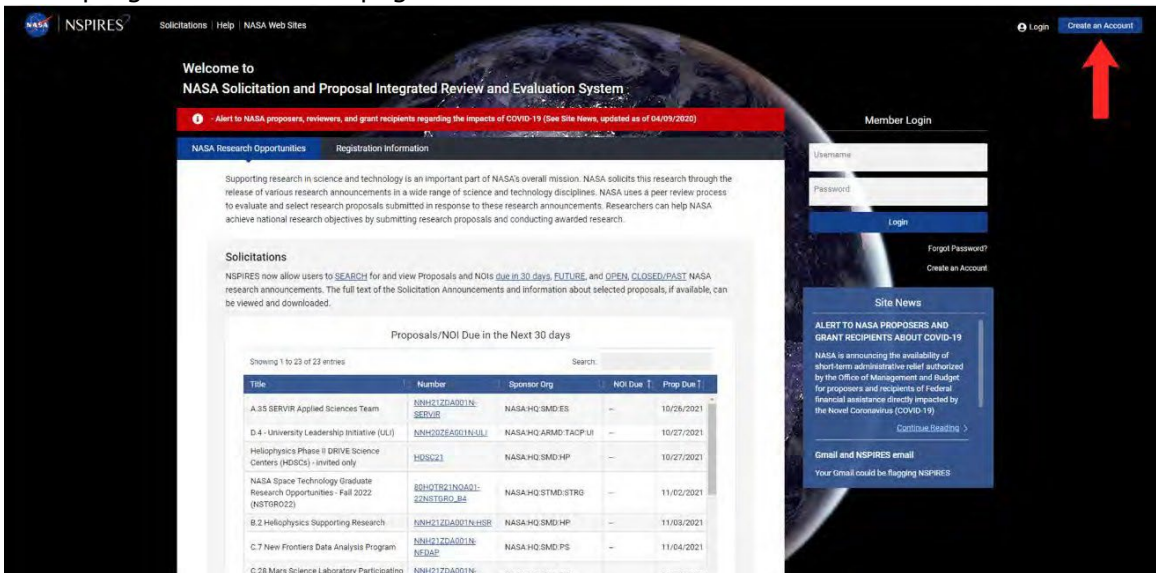 NASA NSPIRES
Solicitations | Help | NASA Web Sites
Login Create an Account
Welcome to
NASA Solicitation and Proposal Integrated Review and Evaluation System
- Alert to NASA proposers, reviewers, and grant recipients regarding the impacts of COVID-19 (See Site News, updated as of 04/09/2020)
NASA Research Opportunities Registration Information
Supporting research in science and technology is an important part of NASA's overall mission. NASA solicits this research through the
release of various research announcements in a wide range of science and technology disciplines. NASA uses a peer review process
to evaluate and select research proposals submitted in response to these research announcements. Researchers can help NASA
achieve national research objectives by submitting research proposals and conducting awarded research.
Solicitations
NSPIRES now allow users to SEARCH for and view Proposals and NOIs due in 30 days, FUTURE, and OPEN, CLOSED/PAST NASA
research announcements. The full text of the Solicitation Announcements and information about selected proposals, if available, can
be viewed and downloaded.
Proposals/NOI Due in the Next 30 days
Showing 1 to 23 of 23 entries Search:
Title Number Sponsor Org NOI Due Prop Due
A.35 SERVIR Applied Sciences Team NNH21ZDA001N-SERVIR NASA:HQ:SMD:ES -- 10/26/2021
D.4 - University Leadership Initiative (ULI) NNH20ZEA001N-ULI NASA:HQ:ARMD:TACP:UI -- 10/27/2021
Heliophysics Phase II DRIVE Science
Centers (HDSCs) - invited only HDSC21 NASA:HQ:SMD:HP -- 10/27/2021
NASA Space Technology Graduate
Research Opportunities - Fall 2022
(NSTGRO22) 80HQTR21NOA01-22NSTGRO_B4 NASA:HQ:STMD:STRG -- 11/02/2021
B.2 Heliophysics Supporting Research NNH21ZDA001N-HSR NASA:HQ:SMD:HP -- 11/03/2021
C.7 New Frontiers Data Analysis Program NNH21ZDA001N-NFDAP NASA:HQ:SMD:PS -- 11/04/2021
C.28 Mars Science Laboratory Participating NNH21ZDA001N-
Member Login
Username
Password
Login
Forgot Password?
Create an Account
Site News
ALERT TO NASA PROPOSERS AND
GRANT RECIPIENTS ABOUT COVID-19
NASA is announcing the availability of
short-term administrative relief authorized
by the Office of Management and Budget
for proposers and recipients of Federal
financial assistance directly impacted by
the Novel Coronavirus (COVID-19)
Continue Reading >
Gmail and NSPIRES email
Your Gmail could be flagging NSPIRES